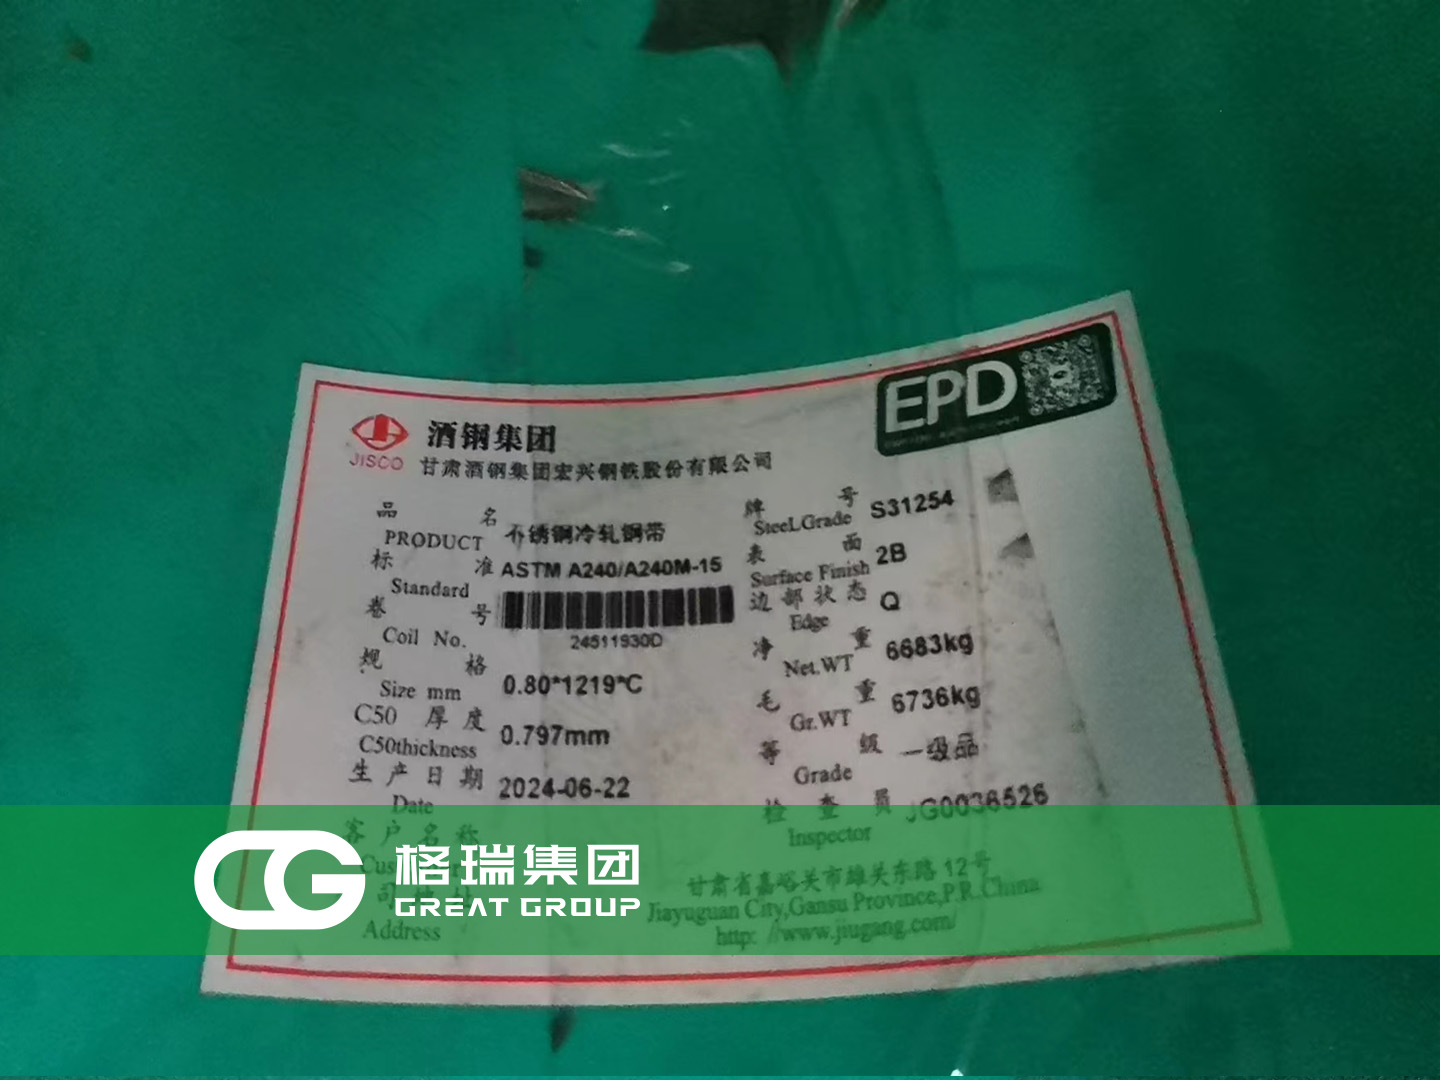 EPD
酒钢集团
JISCO
甘肃酒钢集团宏兴钢铁股份有限公司
品 名
PRODUCT
不锈钢冷轧钢带
牌 号
Steel.Grade
S31254
标 准
Standard
ASTM A240/A240M-15
表 面
Surface Finish
2B
卷 号
Coil No.
24511930D
边部状态
Edge
Q
规 格
Size mm
0.80*1219*C
净 重
Net.WT
6683kg
C50 厚度
C50thickness
0.797mm
毛 重
Gr.WT
6736kg
生产日期
Date
2024-06-22
等 级
Grade
一级品
检查员
Inspector
JG0036526
客户名称
Address
甘肃省嘉峪关市雄关东路 12号
Jiayuguan City,Gansu Province,P.R.China
http: //www.jiugang.com/
格瑞集团
GREAT GROUP